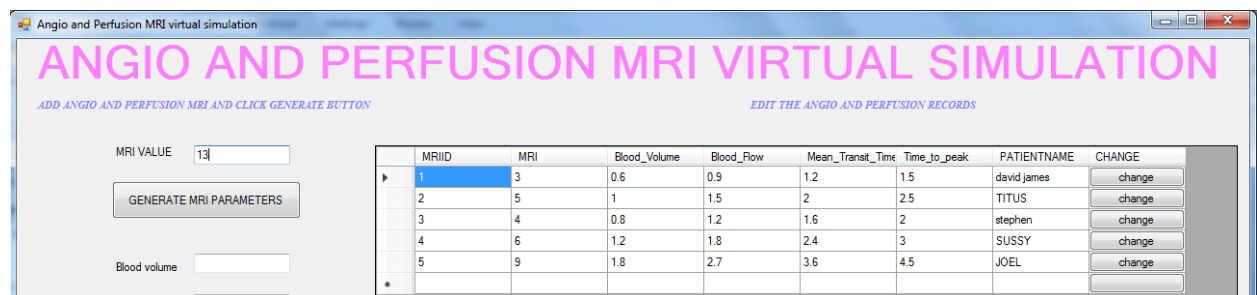 Angio and Perfusion MRI virtual simulation
ANGIO AND PERFUSION MRI VIRTUAL SIMULATION
ADD ANGIO AND PERFUSION MRI AND CLICK GENERATE BUTTON
EDIT THE ANGIO AND PERFUSION RECORDS
MRI VALUE 13
GENERATE MRI PARAMETERS
Blood volume
MRIID MRI Blood_Volume Blood_Flow Mean_Transit_Time Time_to_peak PATIENTNAME CHANGE
1 3 0.6 0.9 1.2 1.5 david james change
2 5 1 1.5 2 2.5 TITUS change
3 4 0.8 1.2 1.6 2 stephen change
4 6 1.2 1.8 2.4 3 SUSSY change
5 9 1.8 2.7 3.6 4.5 JOEL change